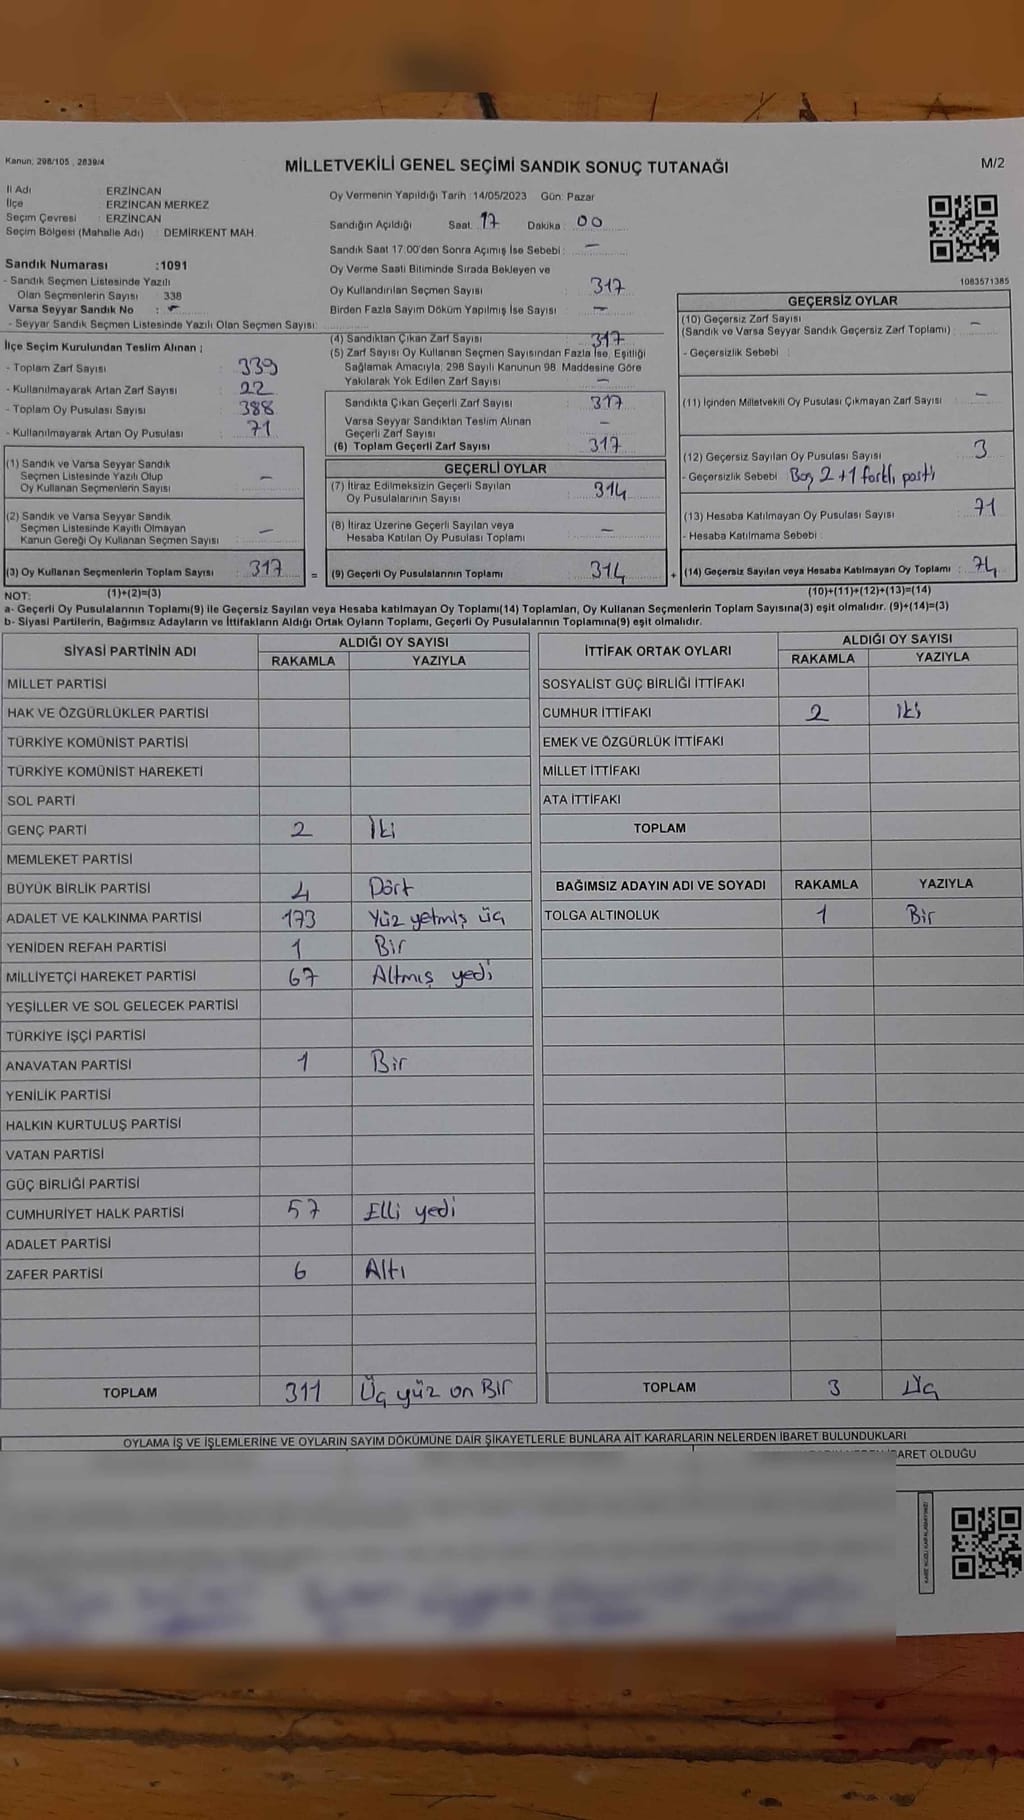 Kanun; 298/105 , 2839/4
MİLLETVEKİLİ GENEL SEÇİMİ SANDIK SONUÇ TUTANAĞI
M/2
İl Adı : ERZİNCAN
İlçe : ERZİNCAN MERKEZ
Seçim Çevresi : ERZİNCAN
Seçim Bölgesi (Mahalle Adı) : DEMİRKENT MAH.
Sandık Numarası :1091
- Sandık Seçmen Listesinde Yazılı
Olan Seçmenlerin Sayısı : 338
Varsa Seyyar Sandık No : -
- Seyyar Sandık Seçmen Listesinde Yazılı Olan Seçmen Sayısı:
İlçe Seçim Kurulundan Teslim Alınan ;
- Toplam Zarf Sayısı : 339
- Kullanılmayarak Artan Zarf Sayısı : 22
- Toplam Oy Pusulası Sayısı : 388
- Kullanılmayarak Artan Oy Pusulası : 71
Oy Vermenin Yapıldığı Tarih :14/05/2023 Gün: Pazar
Sandığın Açıldığı Saat: 17 Dakika : 00
Sandık Saat 17:00'den Sonra Açımış İse Sebebi : -
Oy Verme Saati Bitiminde Sırada Bekleyen ve
Oy Kullandırılan Seçmen Sayısı : 317
Birden Fazla Sayım Döküm Yapılmış İse Sayısı : -
(4) Sandıktan Çıkan Zarf Sayısı : 317
(5) Zarf Sayısı Oy Kullanan Seçmen Sayısından Fazla İse, Eşitliği
Sağlamak Amacıyla, 298 Sayılı Kanunun 98. Maddesine Göre
Yakılarak Yok Edilen Zarf Sayısı : -
Sandıkta Çıkan Geçerli Zarf Sayısı : 317
Varsa Seyyar Sandıktan Teslim Alınan
Geçerli Zarf Sayısı : -
(6) Toplam Geçerli Zarf Sayısı : 317
1083571385
GEÇERSİZ OYLAR
(10) Geçersiz Zarf Sayısı : -
(Sandık ve Varsa Seyyar Sandık Geçersiz Zarf Toplamı)
- Geçersizlik Sebebi :
(11) İçinden Milletvekili Oy Pusulası Çıkmayan Zarf Sayısı : -
(12) Geçersiz Sayılan Oy Pusulası Sayısı : 3
- Geçersizlik Sebebi : Boş 2+1 farklı parti
(13) Hesaba Katılmayan Oy Pusulası Sayısı : 71
- Hesaba Katılmama Sebebi :
(14) Geçersiz Sayılan veya Hesaba Katılmayan Oy Toplamı : 74
(10)+(11)+(12)+(13)=(14)
(1) Sandık ve Varsa Seyyar Sandık
Seçmen Listesinde Yazılı Olup
Oy Kullanan Seçmenlerin Sayısı : -
(2) Sandık ve Varsa Seyyar Sandık
Seçmen Listesinde Kayıtlı Olmayan
Kanun Gereği Oy Kullanan Seçmen Sayısı : -
(3) Oy Kullanan Seçmenlerin Toplam Sayısı : 317
(1)+(2)=(3)
=
GEÇERLİ OYLAR
(7) İtiraz Edilmeksizin Geçerli Sayılan
Oy Pusulalarının Sayısı : 314
(8) İtiraz Üzerine Geçerli Sayılan veya
Hesaba Katılan Oy Pusulası Toplamı : -
(9) Geçerli Oy Pusulalarının Toplamı : 314
+
NOT:
a- Geçerli Oy Pusulalarının Toplamı(9) ile Geçersiz Sayılan veya Hesaba katılmayan Oy Toplamı(14) Toplamları, Oy Kullanan Seçmenlerin Toplam Sayısına(3) eşit olmalıdır. (9)+(14)=(3)
b- Siyasi Partilerin, Bağımsız Adayların ve İttifakların Aldığı Ortak Oyların Toplamı, Geçerli Oy Pusulalarının Toplamına(9) eşit olmalıdır.
SİYASİ PARTİNİN ADI ALDIĞI OY SAYISI
RAKAMLA YAZIYLA
MİLLET PARTİSİ
HAK VE ÖZGÜRLÜKLER PARTİSİ
TÜRKİYE KOMÜNİST PARTİSİ
TÜRKİYE KOMÜNİST HAREKETİ
SOL PARTİ
GENÇ PARTİ 2 İki
MEMLEKET PARTİSİ
BÜYÜK BİRLİK PARTİSİ 4 Dört
ADALET VE KALKINMA PARTİSİ 173 Yüz yetmiş üç
YENİDEN REFAH PARTİSİ 1 Bir
MİLLİYETÇİ HAREKET PARTİSİ 67 Altmış yedi
YEŞİLLER VE SOL GELECEK PARTİSİ
TÜRKİYE İŞÇİ PARTİSİ
ANAVATAN PARTİSİ 1 Bir
YENİLİK PARTİSİ
HALKIN KURTULUŞ PARTİSİ
VATAN PARTİSİ
GÜÇ BİRLİĞİ PARTİSİ
CUMHURİYET HALK PARTİSİ 57 Elli yedi
ADALET PARTİSİ
ZAFER PARTİSİ 6 Altı
TOPLAM 311 Üç yüz on Bir
İTTİFAK ORTAK OYLARI ALDIĞI OY SAYISI
RAKAMLA YAZIYLA
SOSYALİST GÜÇ BİRLİĞİ İTTİFAKI
CUMHUR İTTİFAKI 2 İki
EMEK VE ÖZGÜRLÜK İTTİFAKI
MİLLET İTTİFAKI
ATA İTTİFAKI
TOPLAM
BAĞIMSIZ ADAYIN ADI VE SOYADI RAKAMLA YAZIYLA
TOLGA ALTINOLUK 1 Bir
TOPLAM 3 Üç
OYLAMA İŞ VE İŞLEMLERİNE VE OYLARIN SAYIM DÖKÜMÜNE DAİR ŞİKAYETLERLE BUNLARA AİT KARARLARIN NELERDEN İBARET BULUNDUKLARI
OLDUĞU